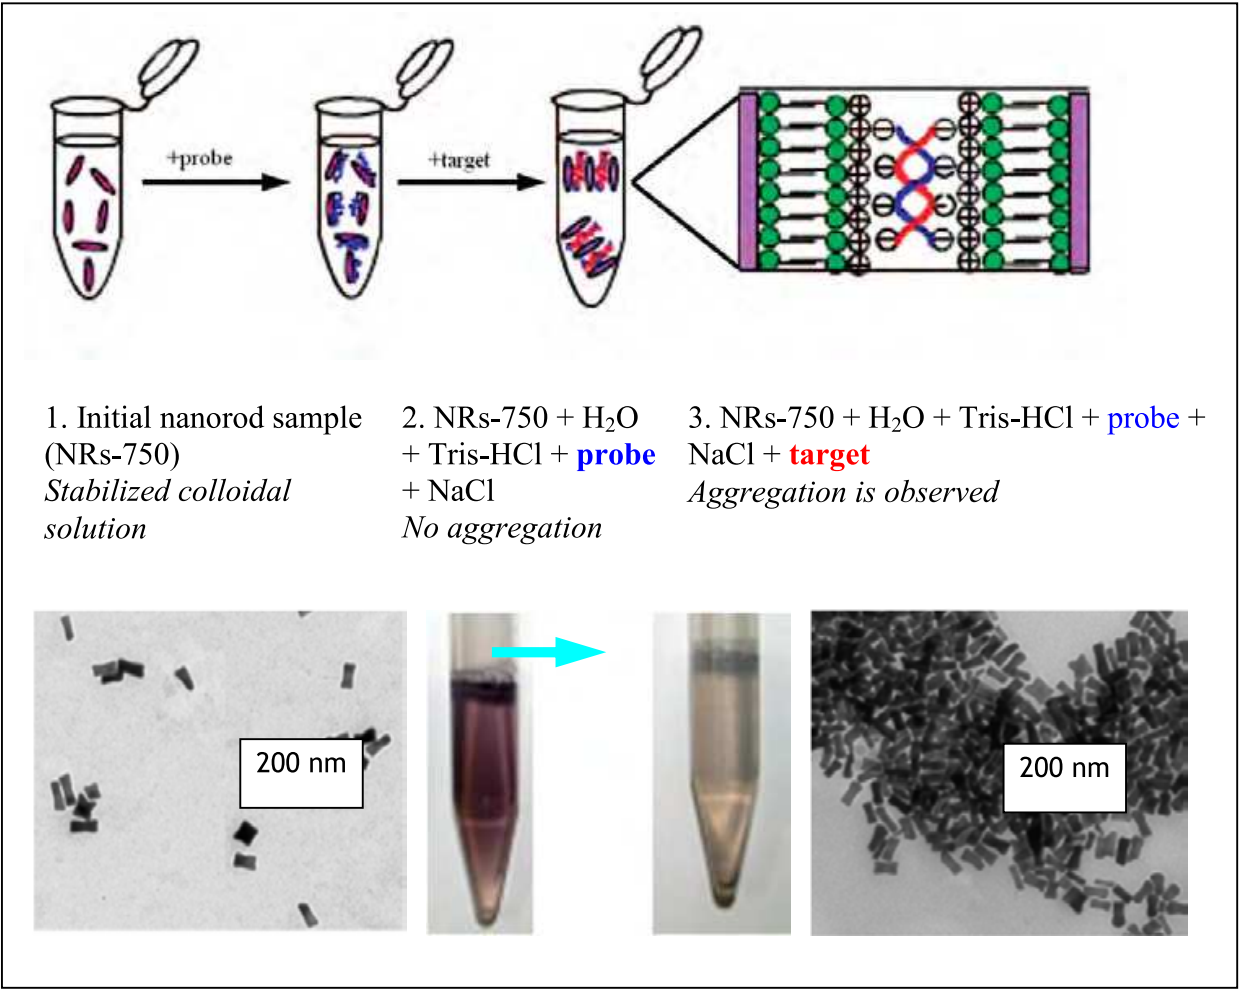 +probe
+target
1. Initial nanorod sample
(NRs-750)
Stabilized colloidal
solution
2. NRs-750 + H₂O
+ Tris-HCl + probe
+ NaCl
No aggregation
3. NRs-750 + H₂O + Tris-HCl + probe +
NaCl + target
Aggregation is observed
200 nm
200 nm